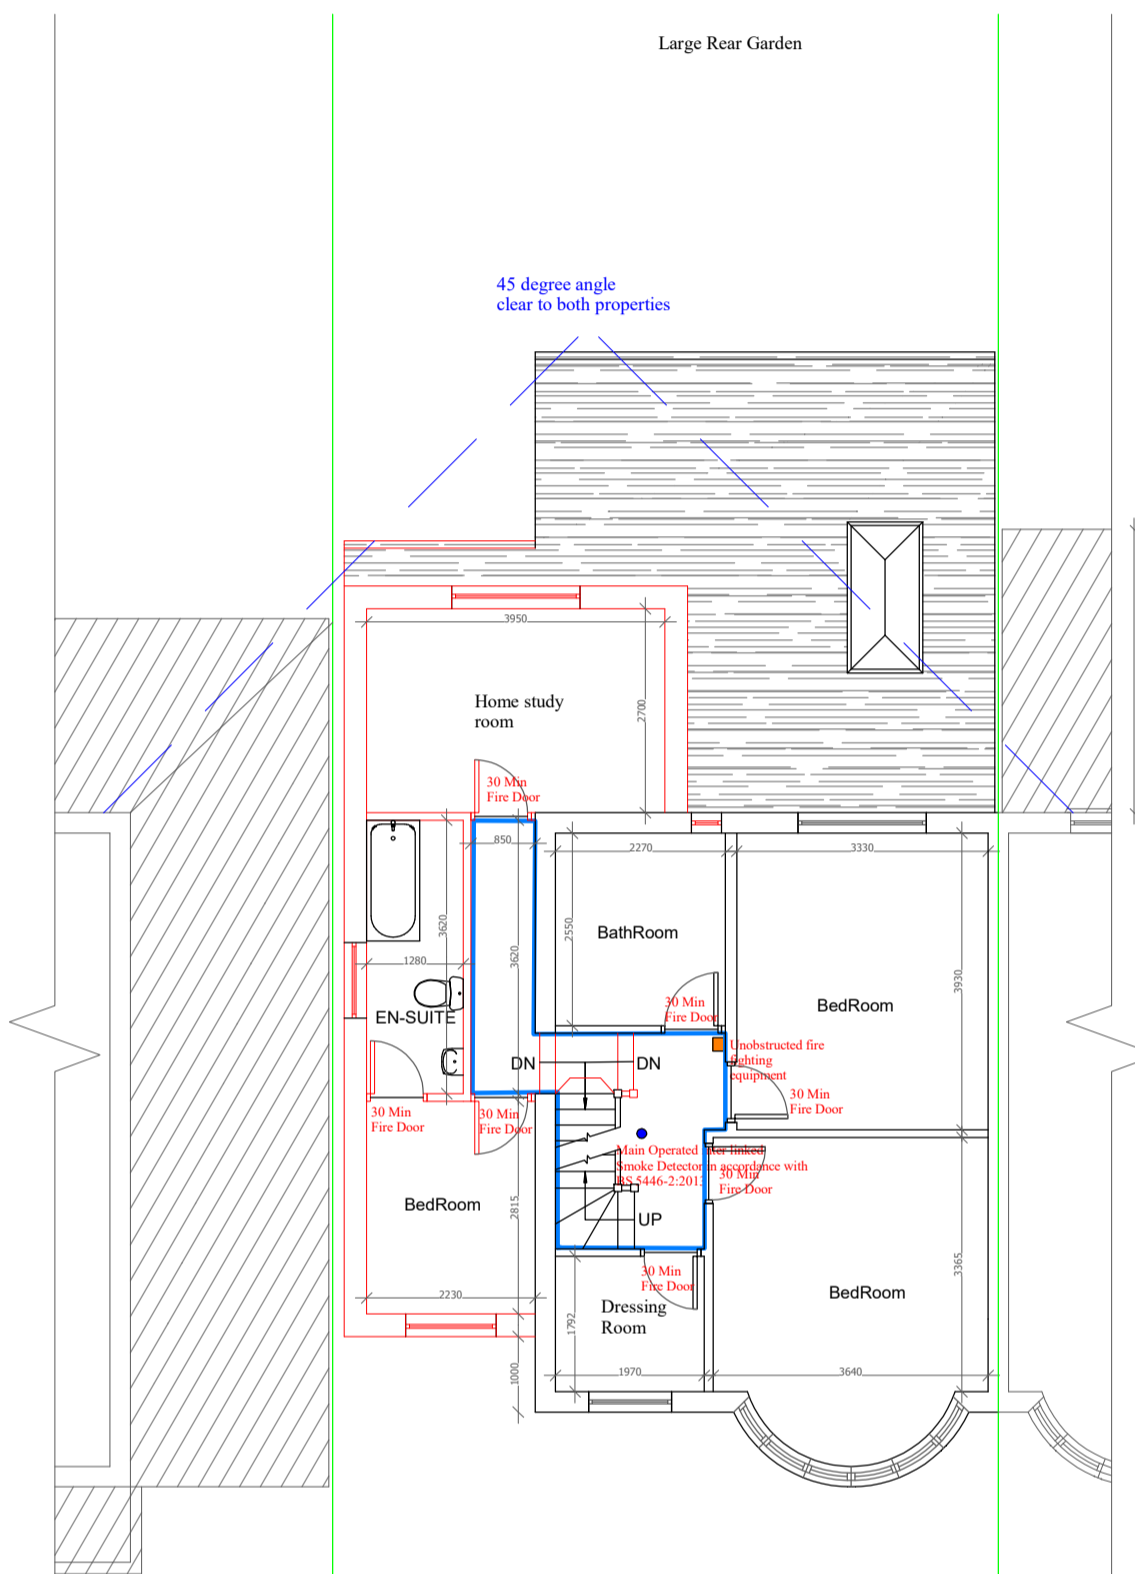 Large Rear Garden
45 degree angle
clear to both properties
3950
Home study
room
2700
30 Min
Fire Door
850
2270
3330
3620
3620
2550
BathRoom
3930
1280
BedRoom
EN-SUITE
30 Min
Fire Door
Unobstructed fire
fighting
equipment
DN
DN
30 Min
Fire Door
30 Min
Fire Door
30 Min
Fire Door
Main Operated inter linked
Smoke Detector in accordance with
BS 5446-2:2013
30 Min
Fire Door
BedRoom
2815
UP
3365
30 Min
Fire Door
BedRoom
2230
Dressing
Room
1792
1000
1970
3640